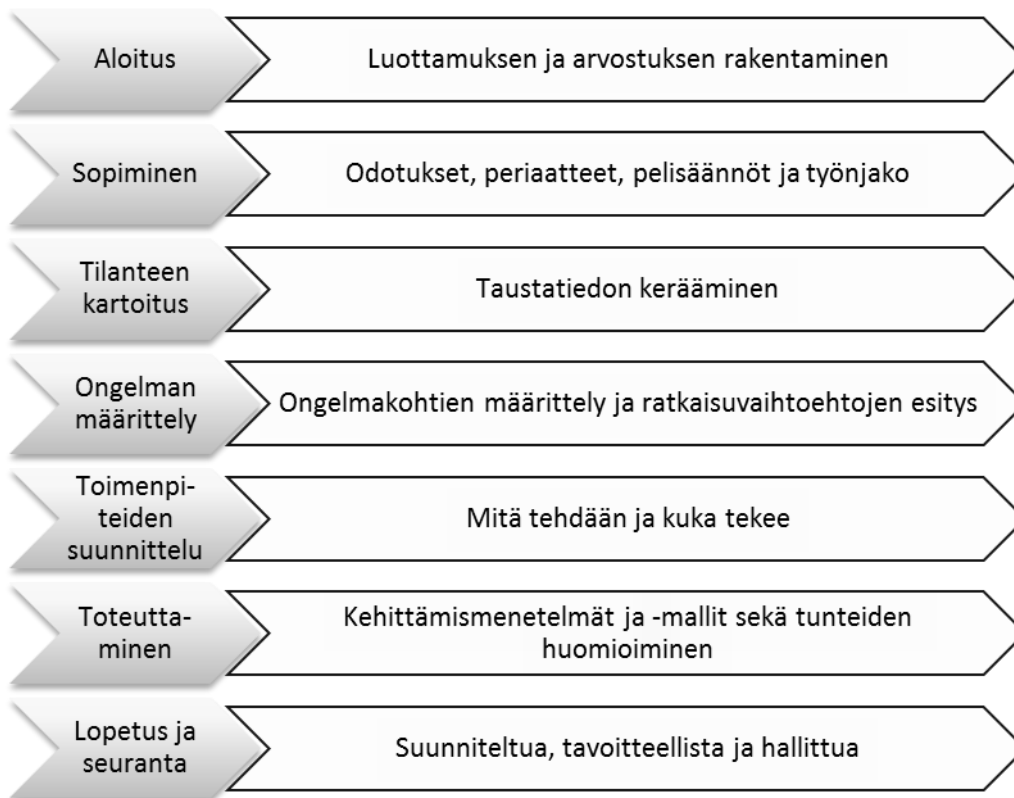 Aloitus
Luottamuksen ja arvostuksen rakentaminen
Sopiminen
Odotukset, periaatteet, pelisäännöt ja työnjako
Tilanteen
kartoitus
Taustatiedon kerääminen
Ongelman
määrittely
Ongelmakohtien määrittely ja ratkaisuvaihtoehtojen esitys
Toimenpi-
teiden
suunnittelu
Mitä tehdään ja kuka tekee
Toteutta-
minen
Kehittämismenetelmät ja -mallit sekä tunteiden
huomioiminen
Lopetus ja
seuranta
Suunniteltua, tavoitteellista ja hallittua